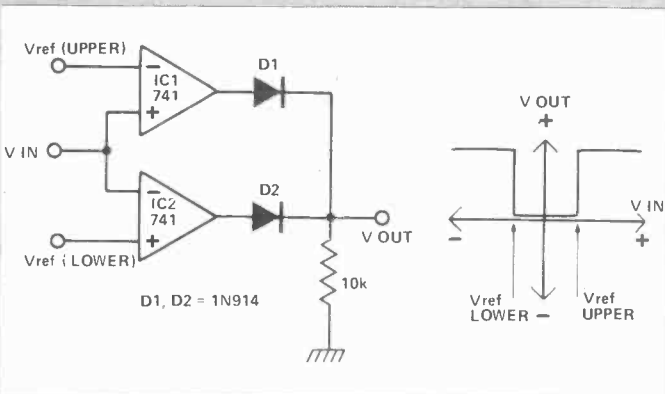 Vref (UPPER)
IC1
741
D1
V IN
IC2
741
D2
V OUT
Vref (LOWER)
10k
D1, D2 = 1N914
V OUT
+
V IN
-
+
Vref
LOWER
-
Vref
UPPER